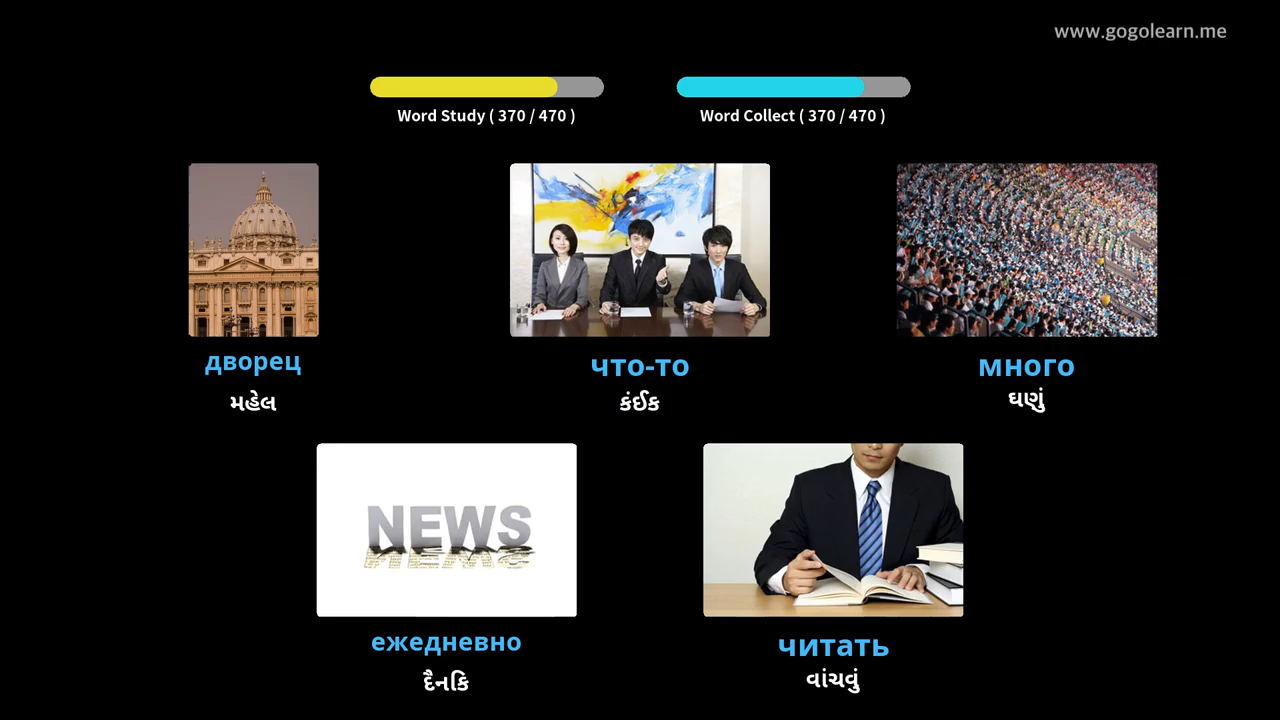 www.gogolearn.me
Word Study ( 370 / 470 )
Word Collect ( 370 / 470 )
дворец
મહેલ
что-то
કંઈક
много
ઘણું
NEWS
ежедневно
દૈનકિ
читать
વાંચવું